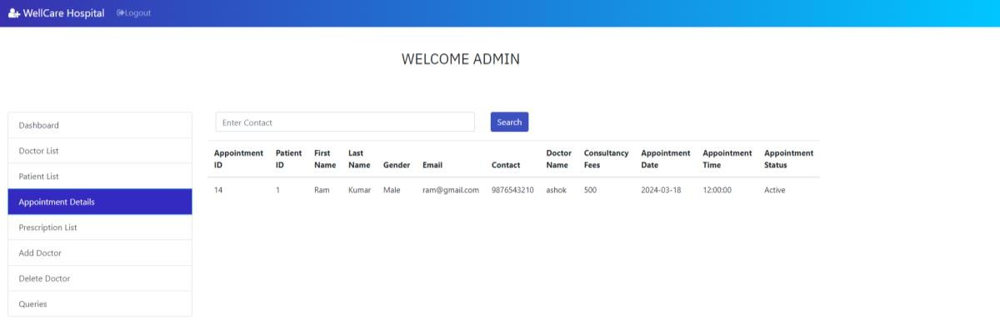 WellCare Hospital Logout
WELCOME ADMIN
Dashboard
Doctor List
Patient List
Appointment Details
Prescription List
Add Doctor
Delete Doctor
Queries
Enter Contact Search
Appointment ID Patient ID First Name Last Name Gender Email Contact Doctor Name Consultancy Fees Appointment Date Appointment Time Appointment Status
14 1 Ram Kumar Male ram@gmail.com 9876543210 ashok 500 2024-03-18 12:00:00 Active